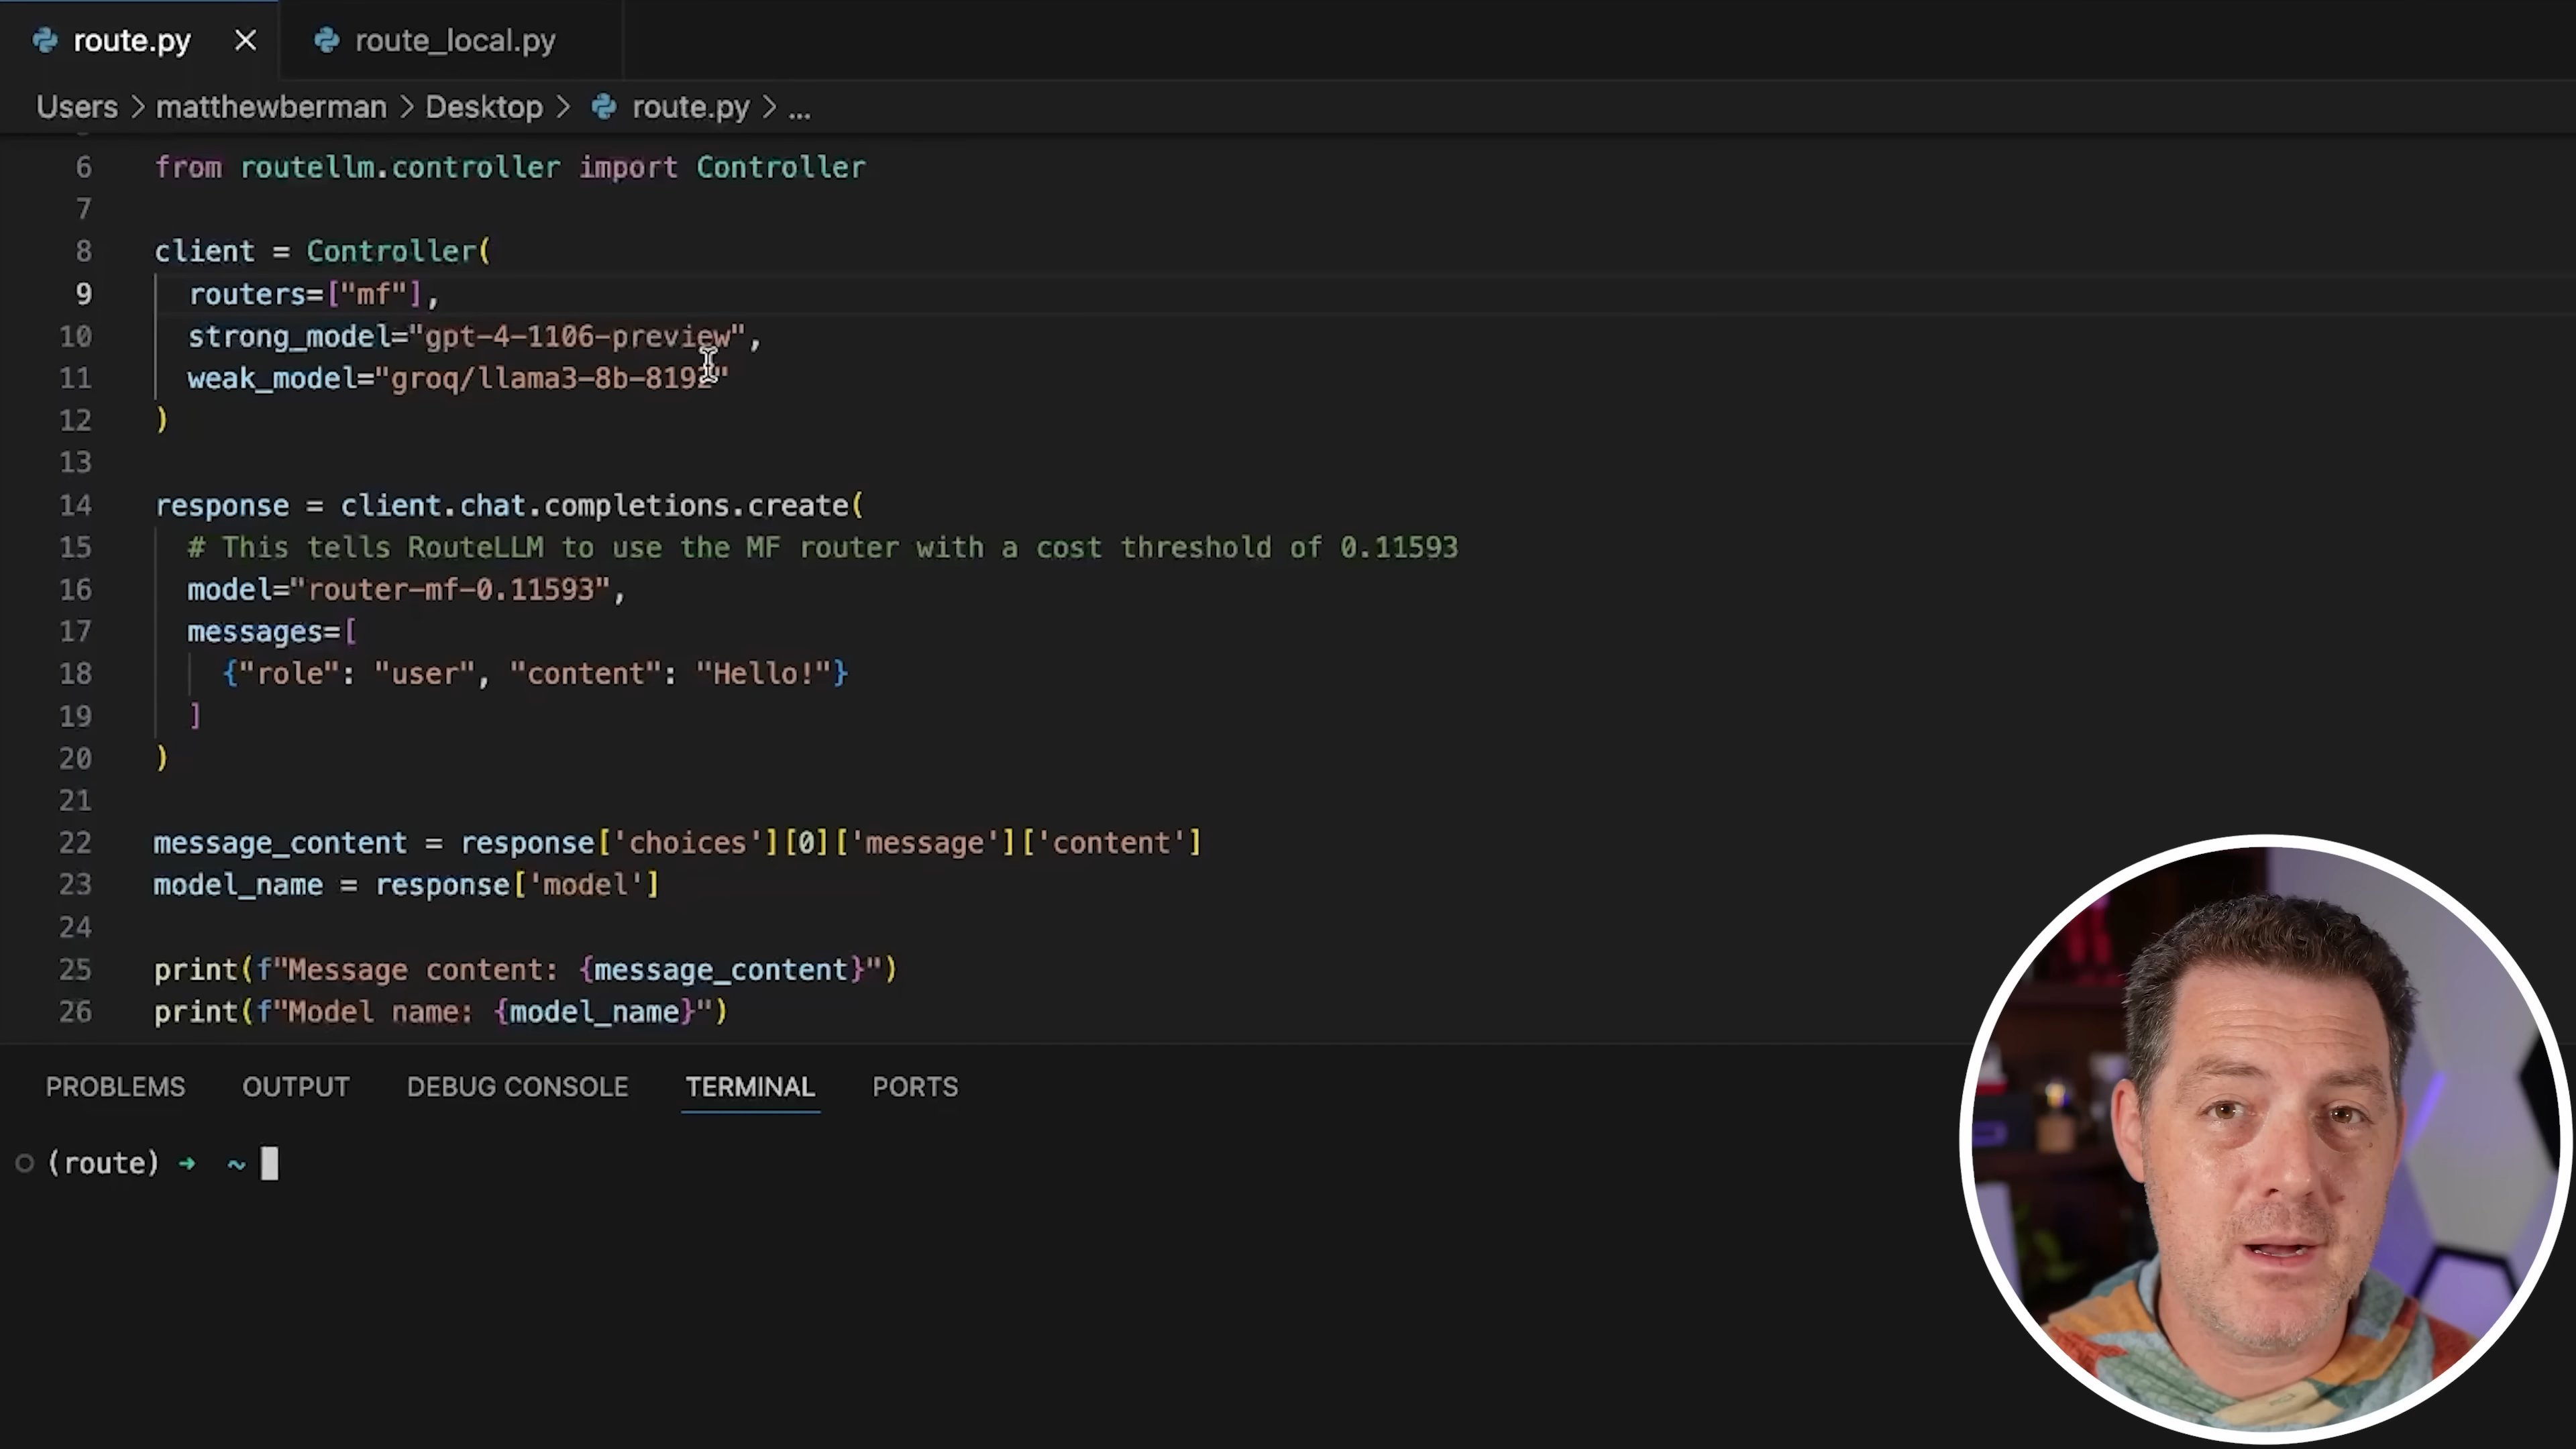 route.py
route_local.py
Users > matthewberman > Desktop > route.py > ...
6 from routellm.controller import Controller
7
8 client = Controller(
9 routers=["mf"],
10 strong_model="gpt-4-1106-preview",
11 weak_model="groq/llama3-8b-8192"
12 )
13
14 response = client.chat.completions.create(
15 # This tells RouteLLM to use the MF router with a cost threshold of 0.11593
16 model="router-mf-0.11593",
17 messages=[
18 {"role": "user", "content": "Hello!"}
19 ]
20 )
21
22 message_content = response['choices'][0]['message']['content']
23 model_name = response['model']
24
25 print(f"Message content: {message_content}")
26 print(f"Model name: {model_name}")
PROBLEMS OUTPUT DEBUG CONSOLE TERMINAL PORTS
(route) → ~